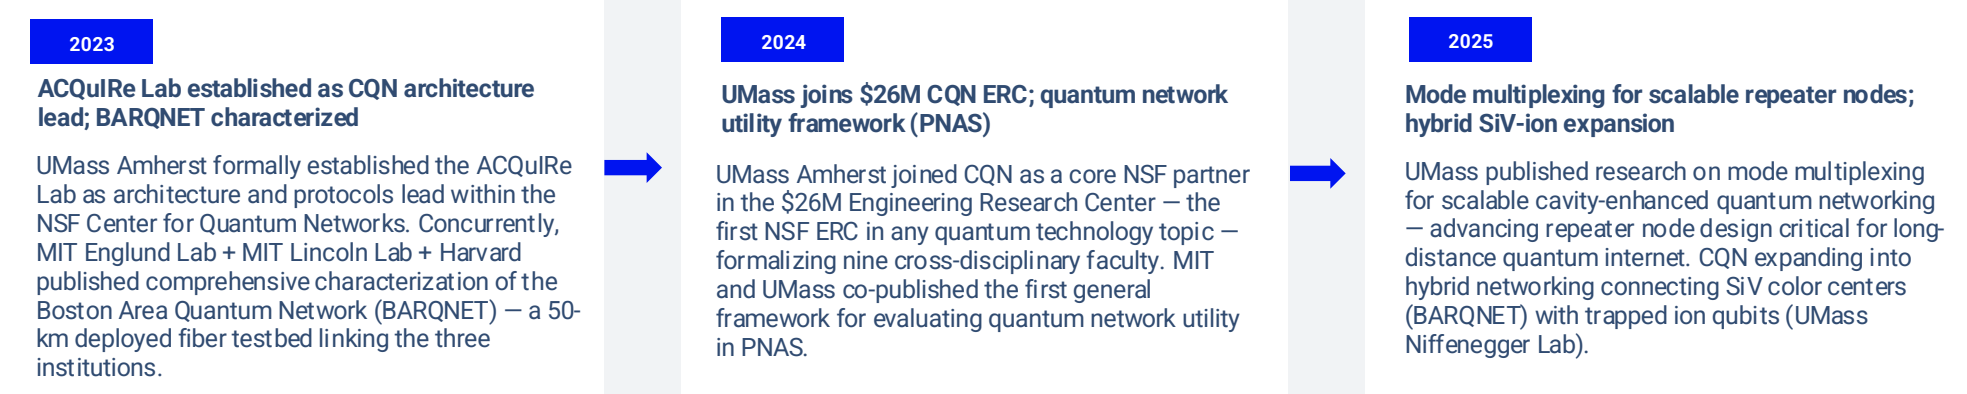 2023
ACQuIRe Lab established as CQN architecture
lead; BARQNET characterized
UMass Amherst formally established the ACQuIRe
Lab as architecture and protocols lead within the
NSF Center for Quantum Networks. Concurrently,
MIT Englund Lab + MIT Lincoln Lab + Harvard
published comprehensive characterization of the
Boston Area Quantum Network (BARQNET) — a 50-
km deployed fiber testbed linking the three
institutions.
2024
UMass joins $26M CQN ERC; quantum network
utility framework (PNAS)
UMass Amherst joined CQN as a core NSF partner
in the $26M Engineering Research Center — the
first NSF ERC in any quantum technology topic —
formalizing nine cross-disciplinary faculty. MIT
and UMass co-published the first general
framework for evaluating quantum network utility
in PNAS.
2025
Mode multiplexing for scalable repeater nodes;
hybrid SiV-ion expansion
UMass published research on mode multiplexing
for scalable cavity-enhanced quantum networking
— advancing repeater node design critical for long-
distance quantum internet. CQN expanding into
hybrid networking connecting SiV color centers
(BARQNET) with trapped ion qubits (UMass
Niffenegger Lab).